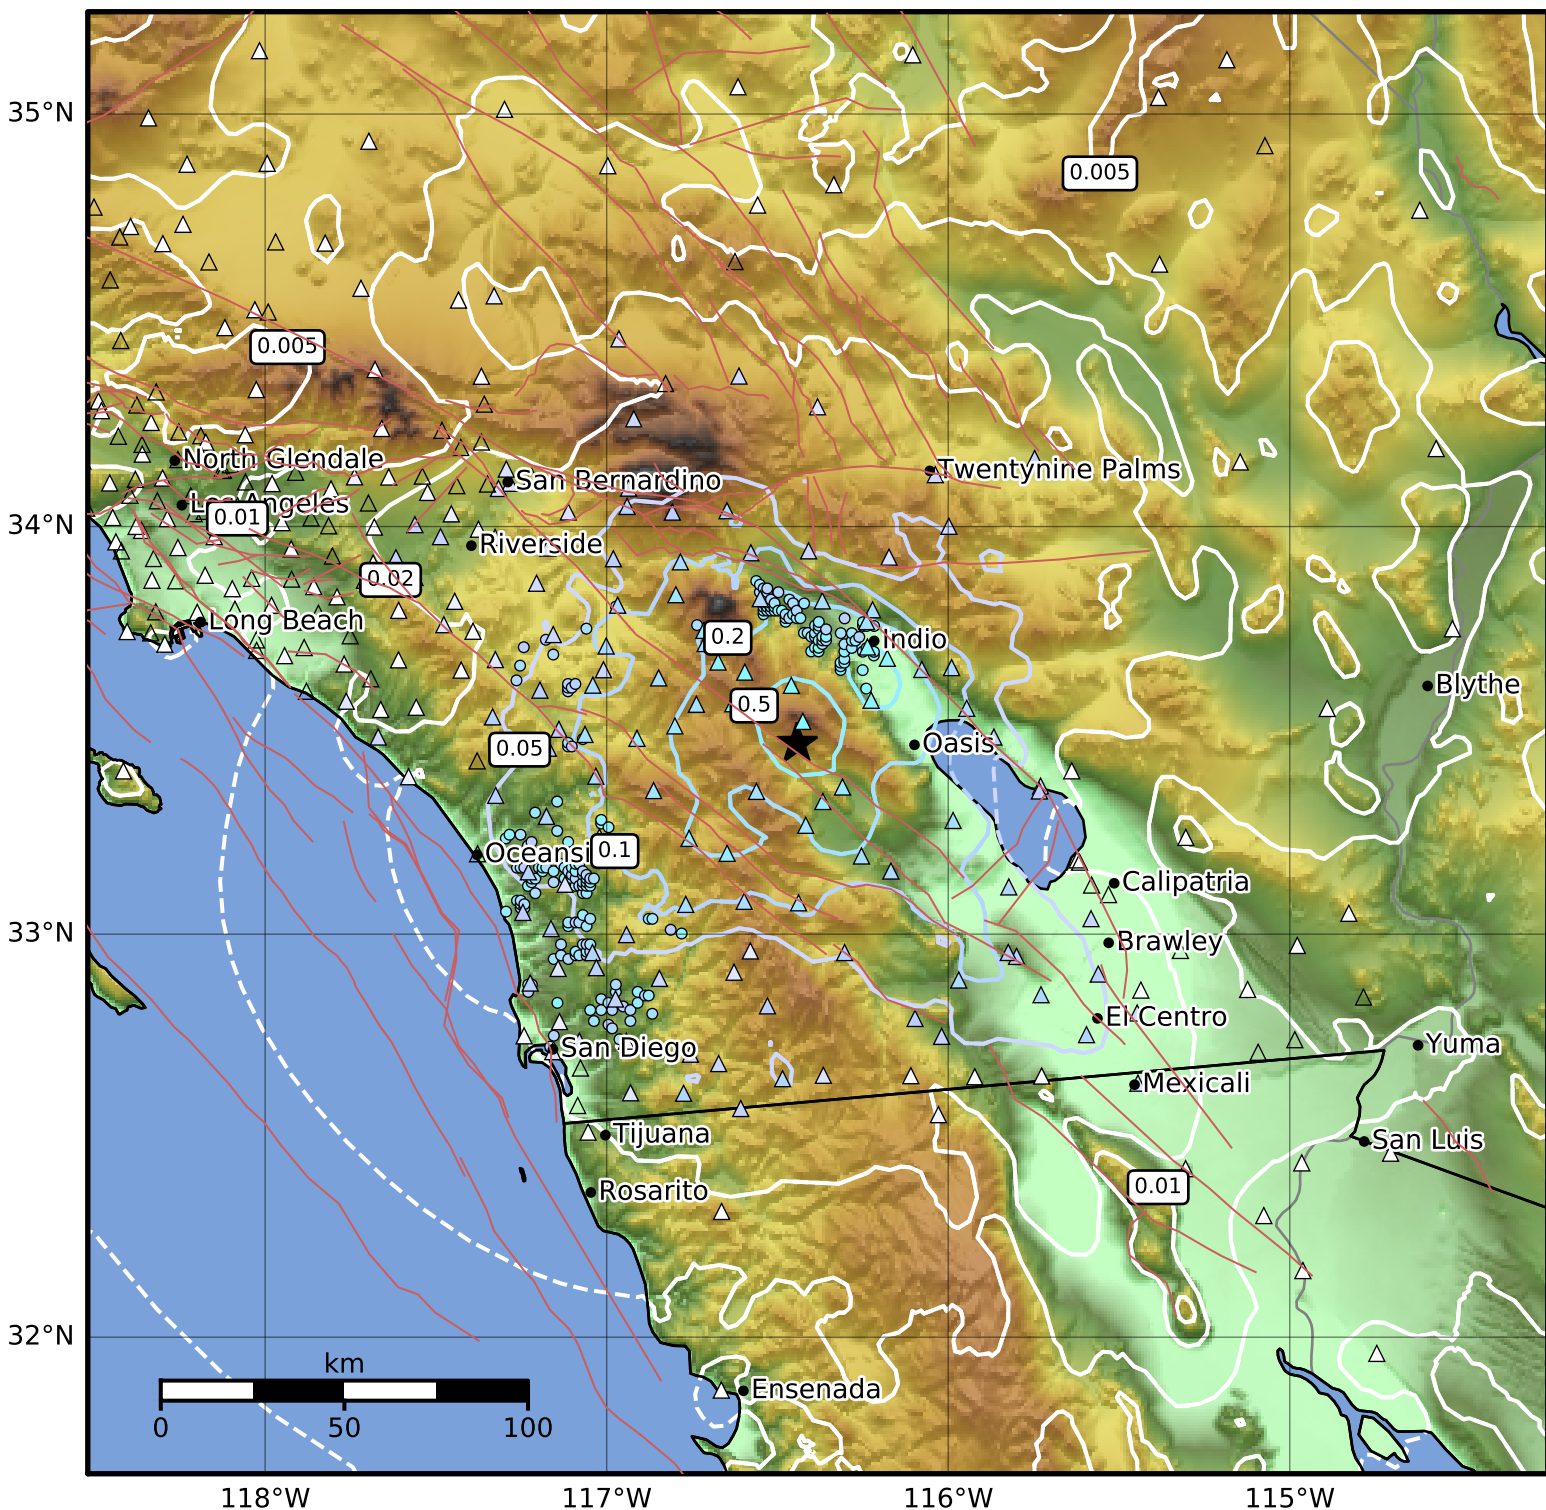 35°N
0.005
0.005
North Glendale
San Bernardino
Twentynine Palms
Los Angeles
0.01
34°N
Riverside
0.02
Long Beach
0.2
Indio
Blythe
0.5
0.05
Oasis
Oceansi
0.1
Calipatria
33°N
Brawley
El Centro
San Diego
Yuma
Mexicali
Tijuana
San Luis
0.01
Rosarito
32°N
km
Ensenada
0 50 100
118°W 117°W 116°W 115°W